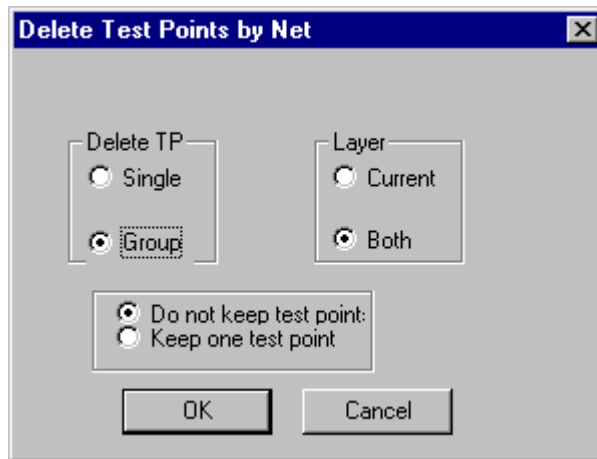 Delete Test Points by Net
Delete TP
Layer
Single
Current
Group
Both
Do not keep test point:
Keep one test point
OK
Cancel